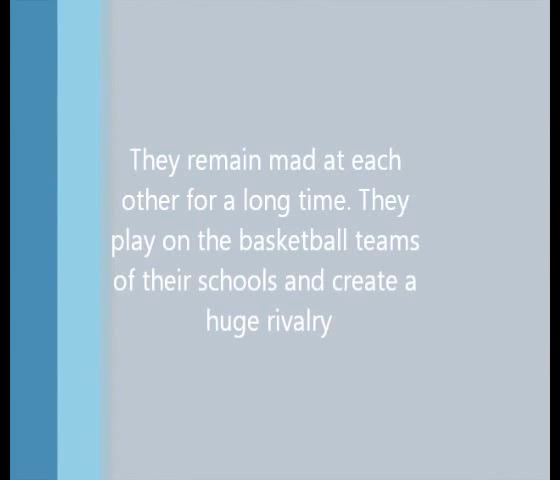 They remain mad at each
other for a long time. They
play on the basketball teams
of their schools and create a
huge rivalry